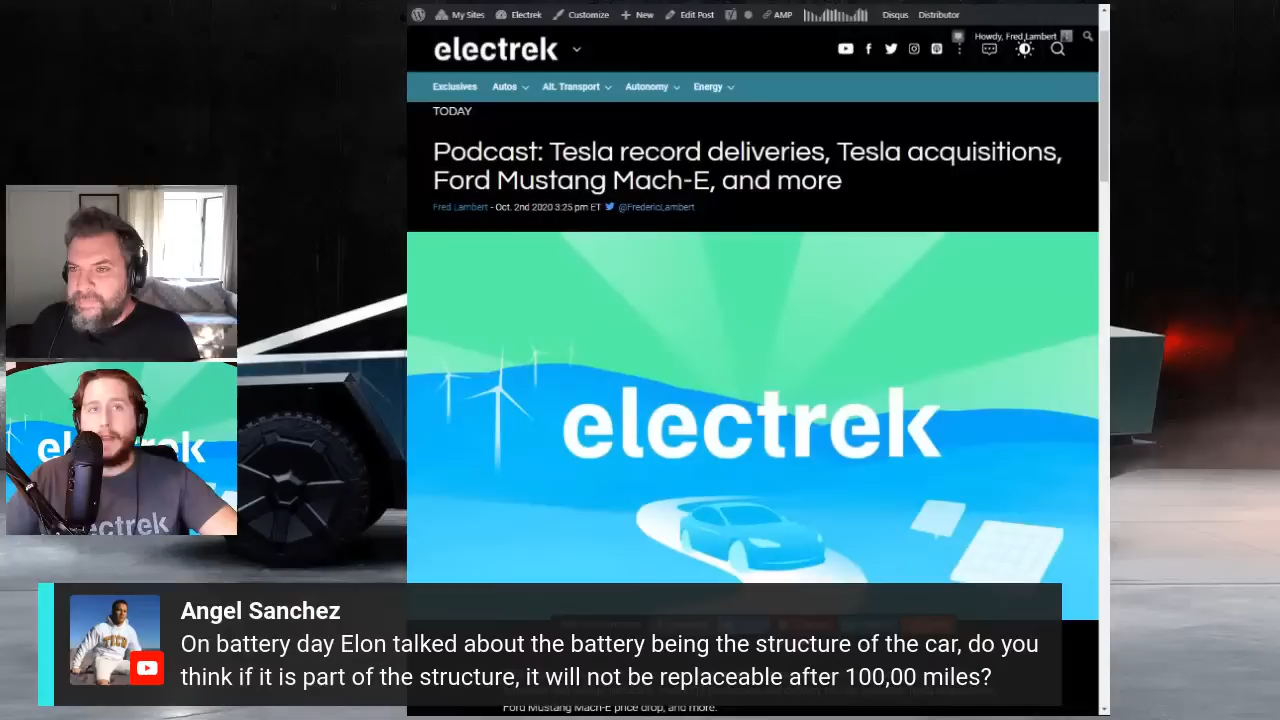 My Sites Electrek Customize + New Edit Post AMP Disqus Distributor
Howdy, Fred Lambert
electrek
Exclusives Autos Alt. Transport Autonomy Energy
TODAY
Podcast: Tesla record deliveries, Tesla acquisitions,
Ford Mustang Mach-E, and more
Fred Lambert - Oct. 2nd 2020 3:25 pm ET @FredericLambert
electrek
electrek
Angel Sanchez
On battery day Elon talked about the battery being the structure of the car, do you
think if it is part of the structure, it will not be replaceable after 100,00 miles?
Ford Mustang Mach-E price drop, and more.